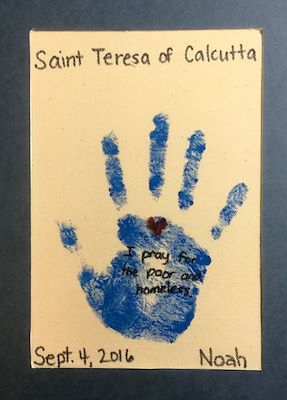 Saint Teresa of Calcutta
I pray for
the poor and
homeless.
Sept. 4, 2016 Noah